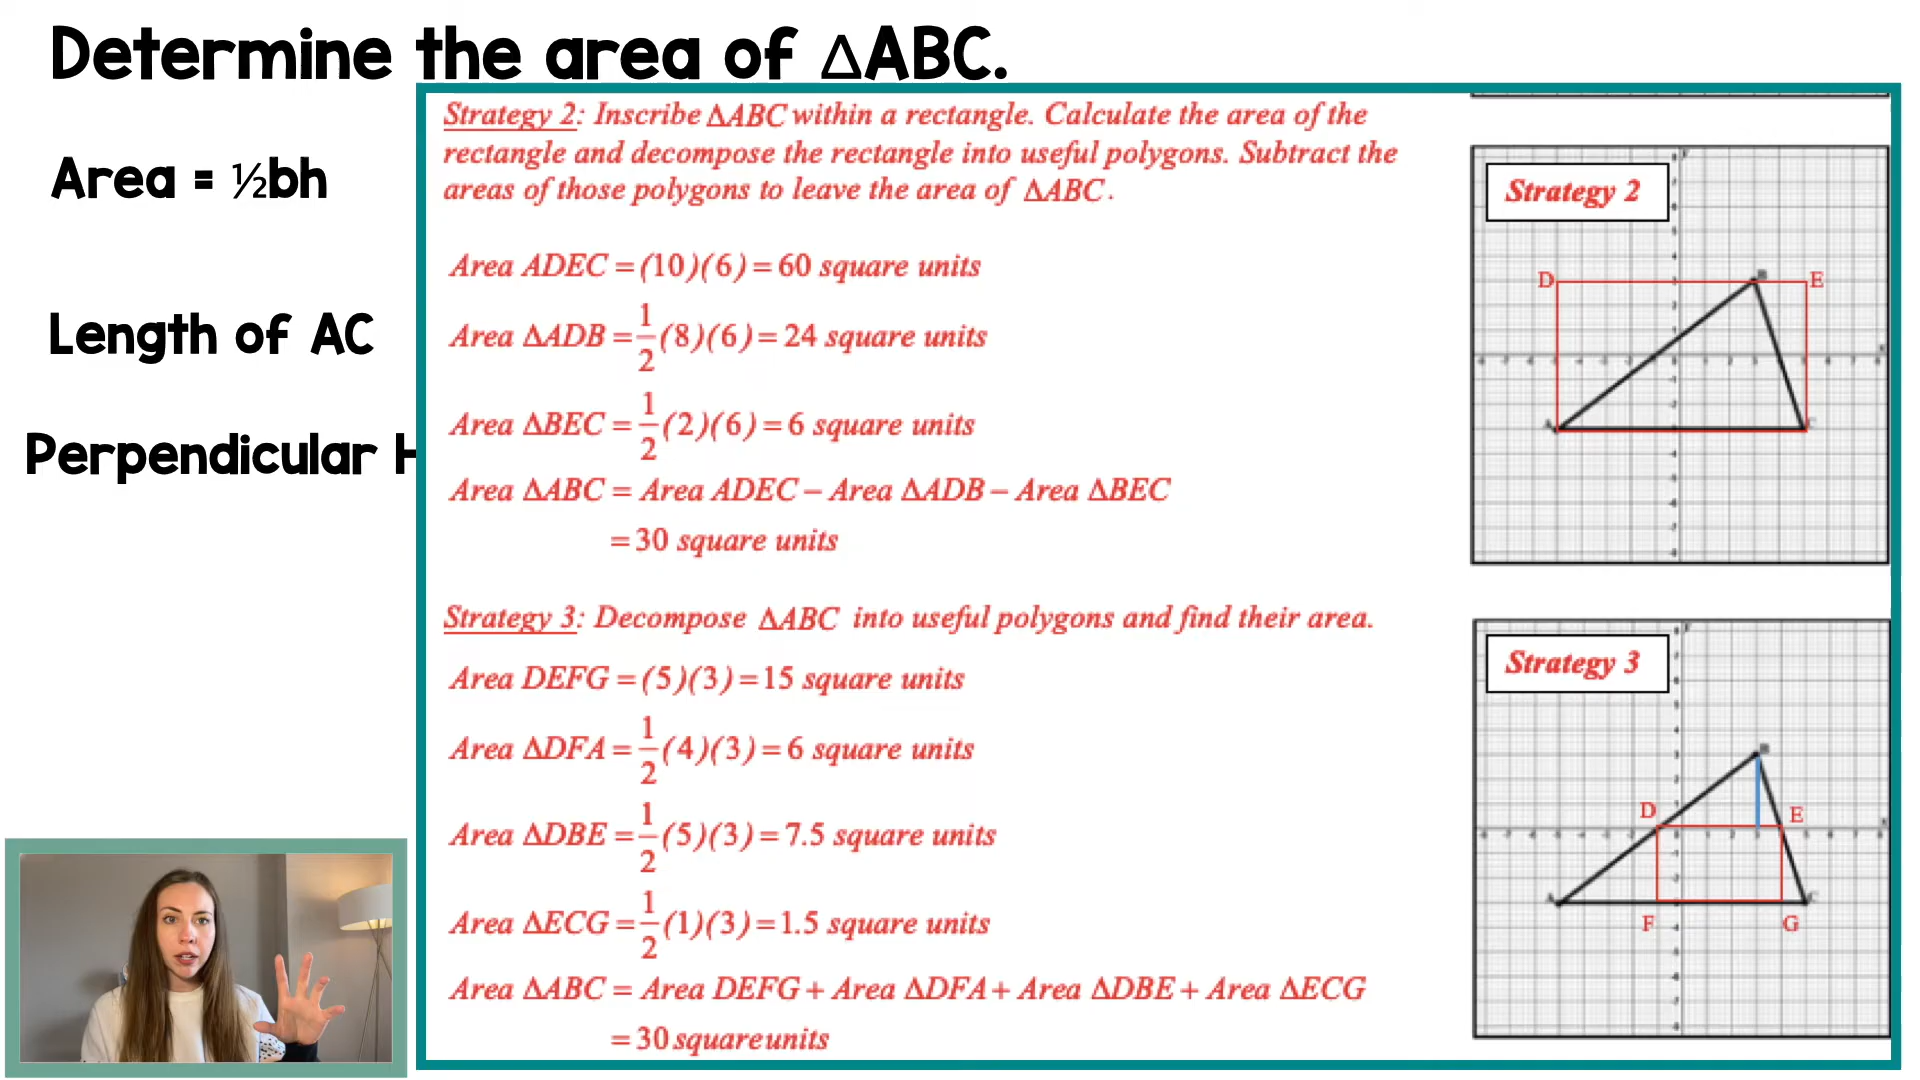 Determine the area of ΔABC.
Area = ½bh
Length of AC
Perpendicular H
Strategy 2: Inscribe ΔABC within a rectangle. Calculate the area of the
rectangle and decompose the rectangle into useful polygons. Subtract the
areas of those polygons to leave the area of ΔABC.
Area ADEC = (10)(6) = 60 square units
Area ΔADB = 1/2 (8)(6) = 24 square units
Area ΔBEC = 1/2 (2)(6) = 6 square units
Area ΔABC = Area ADEC – Area ΔADB – Area ΔBEC
= 30 square units
Strategy 3: Decompose ΔABC into useful polygons and find their area.
Area DEFG = (5)(3) = 15 square units
Area ΔDFA = 1/2 (4)(3) = 6 square units
Area ΔDBE = 1/2 (5)(3) = 7.5 square units
Area ΔECG = 1/2 (1)(3) = 1.5 square units
Area ΔABC = Area DEFG + Area ΔDFA + Area ΔDBE + Area ΔECG
= 30 square units
Strategy 2
D
B
E
A
C
Strategy 3
B
D
E
A
C
F
G